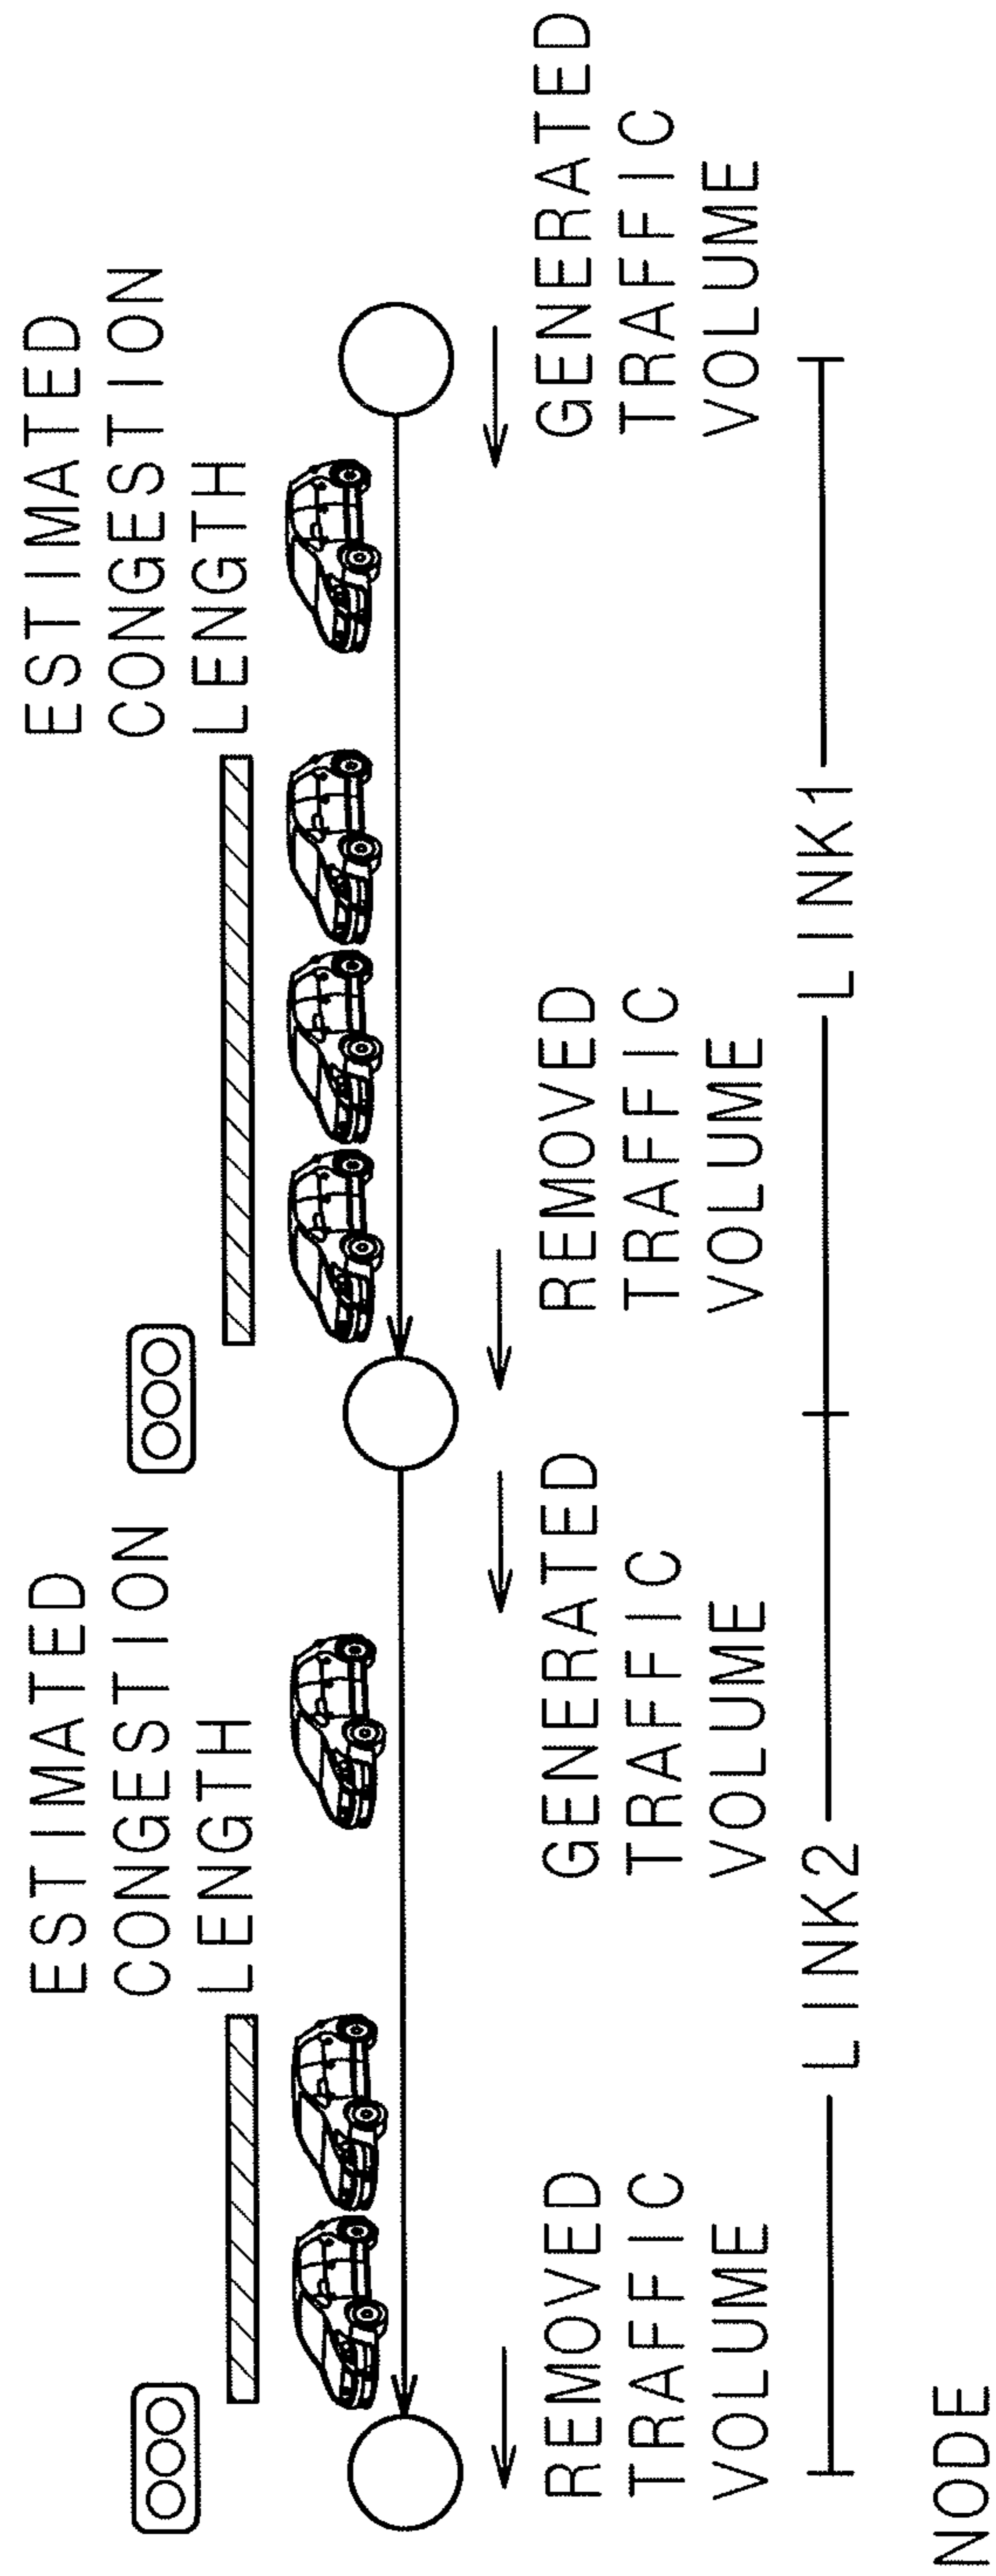 ESTIMATED
CONGESTION
LENGTH
ESTIMATED
CONGESTION
LENGTH
REMOVED
TRAFFIC
VOLUME
GENERATED
TRAFFIC
VOLUME
REMOVED
TRAFFIC
VOLUME
GENERATED
TRAFFIC
VOLUME
LINK2
LINK1
NODE